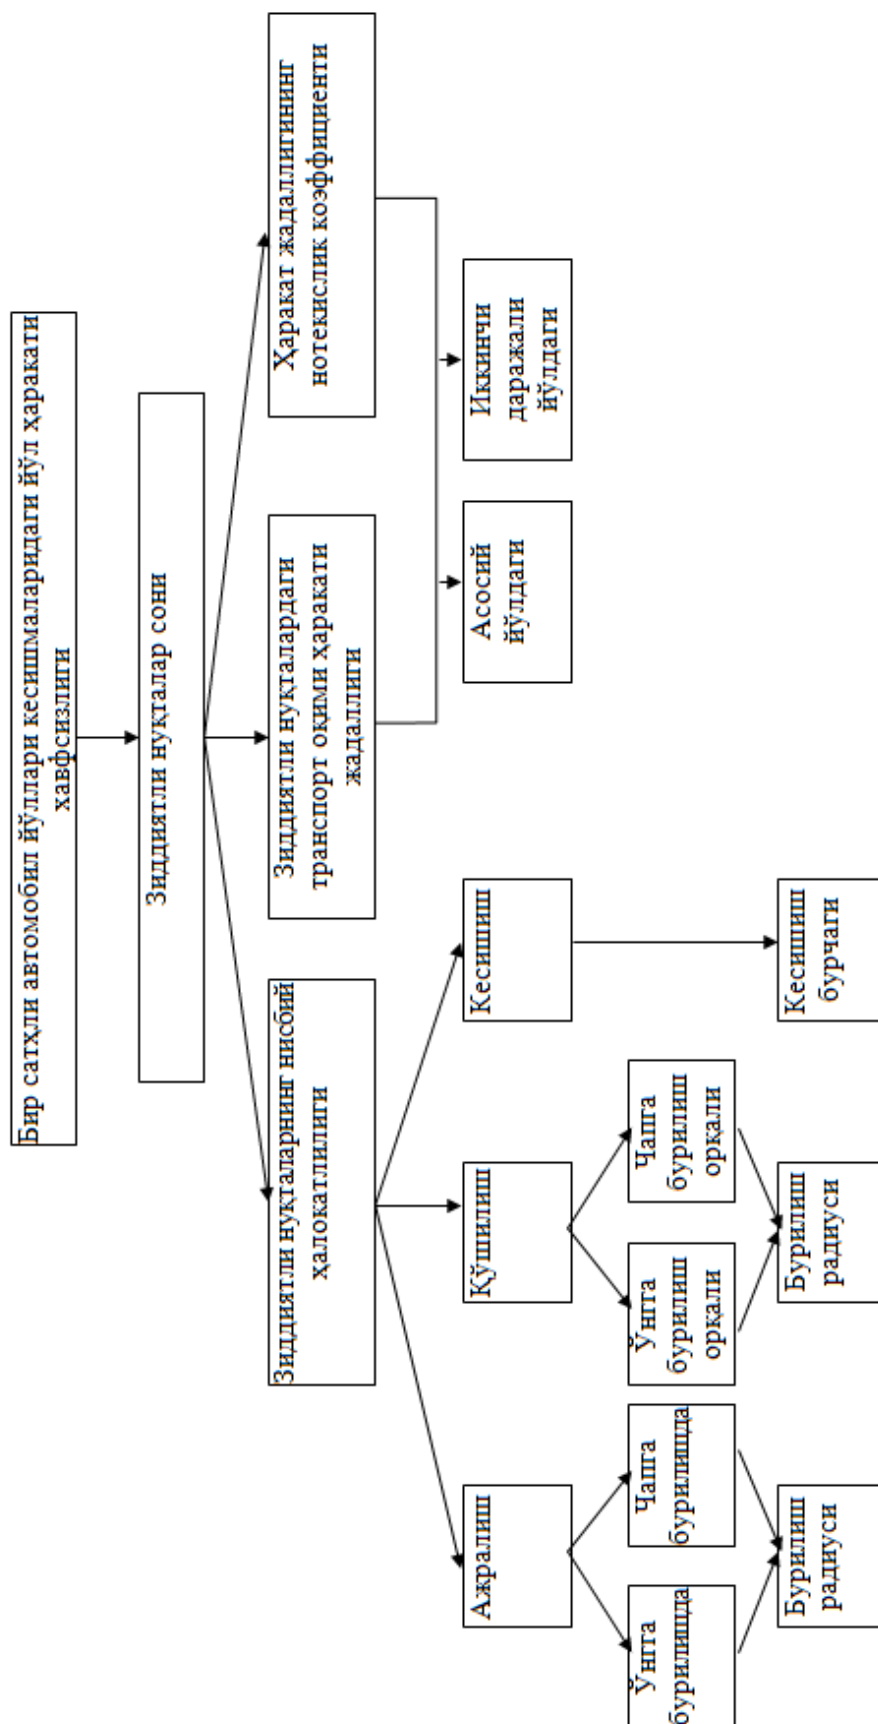 Бир сатҳли автомобил йўллари кесишмаларидаги йўл ҳаракати
хавфсизлиги
Зиддиятли нуқталар сони
Зиддиятли нуқталарнинг нисбий
ҳалокатлилиги
Зиддиятли нуқталардаги
транспорт оқими ҳаракати
жадаллиги
Ҳаракат жадаллигининг
нотекислик коэффициенти
Ажралиш
Қўшилиш
Кесишиш
Асосий
йўлдаги
Иккинчи
даражали
йўлдаги
Ўнгга
бурилишда
Чапга
бурилишда
Ўнгга
бурилиш
орқали
Чапга
бурилиш
орқали
Бурилиш
радиуси
Бурилиш
радиуси
Кесишиш
бурчаги